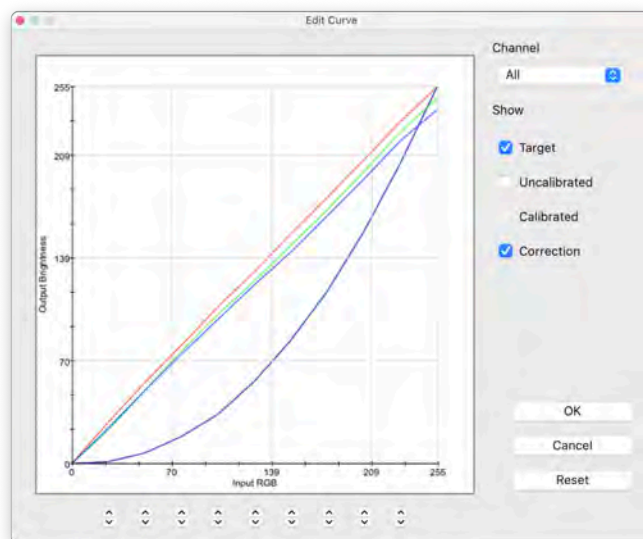 Edit Curve
Channel
All
Show
Target
Uncalibrated
Calibrated
Correction
OK
Cancel
Reset
Output Brightness
255
209
139
70
0
0 70 139 209 255
Input RGB